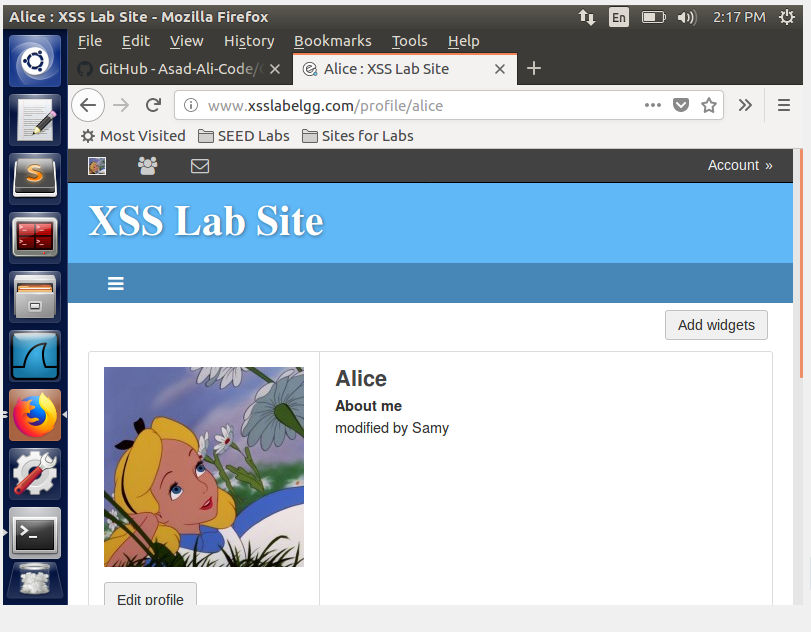 Alice : XSS Lab Site - Mozilla Firefox
En
2:17 PM
File Edit View History Bookmarks Tools Help
GitHub - Asad-Ali-Code/
Alice : XSS Lab Site
www.xsslabelgg.com/profile/alice
Most Visited SEED Labs Sites for Labs
Account »
XSS Lab Site
Add widgets
Alice
About me
modified by Samy
Edit profile